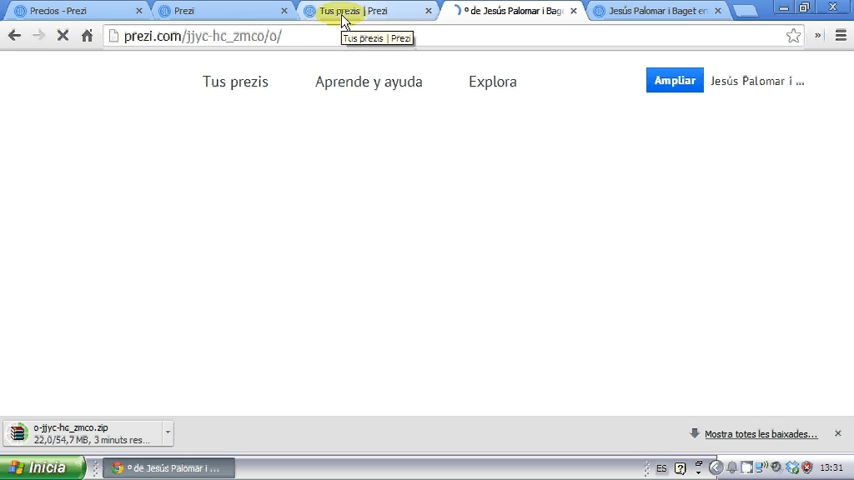 Precios - Prezi
Prezi
Tus prezis | Prezi
º de Jesús Palomar i Bag
Jesús Palomar i Baget en
prezi.com/jjyc-hc_zmco/o/
»
Tus prezis | Prezi
Tus prezis
Aprende y ayuda
Explora
Ampliar
Jesús Palomar i ...
o-jjyc-hc_zmco.zip
22,0/54,7 MB, 3 minuts res...
Mostra totes les baixades...
Inicia
º de Jesús Palomar i ...
ES
13:31